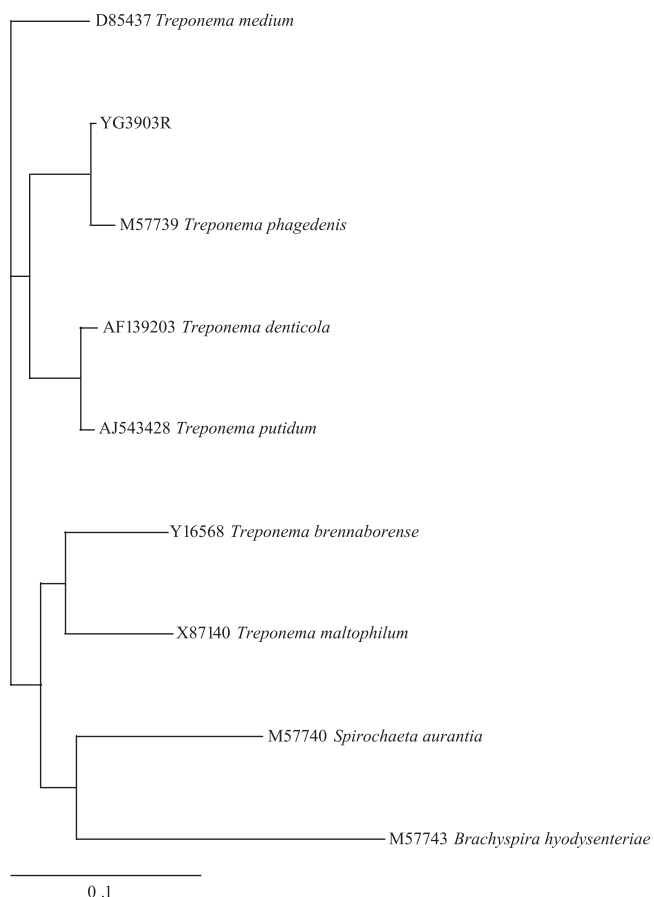 D85437 Treponema medium
YG3903R
M57739 Treponema phagedenis
AF139203 Treponema denticola
AJ543428 Treponema putidum
Y16568 Treponema brennaborense
X87140 Treponema maltophilum
M57740 Spirochaeta aurantia
M57743 Brachyspira hyodysenteriae
0.1